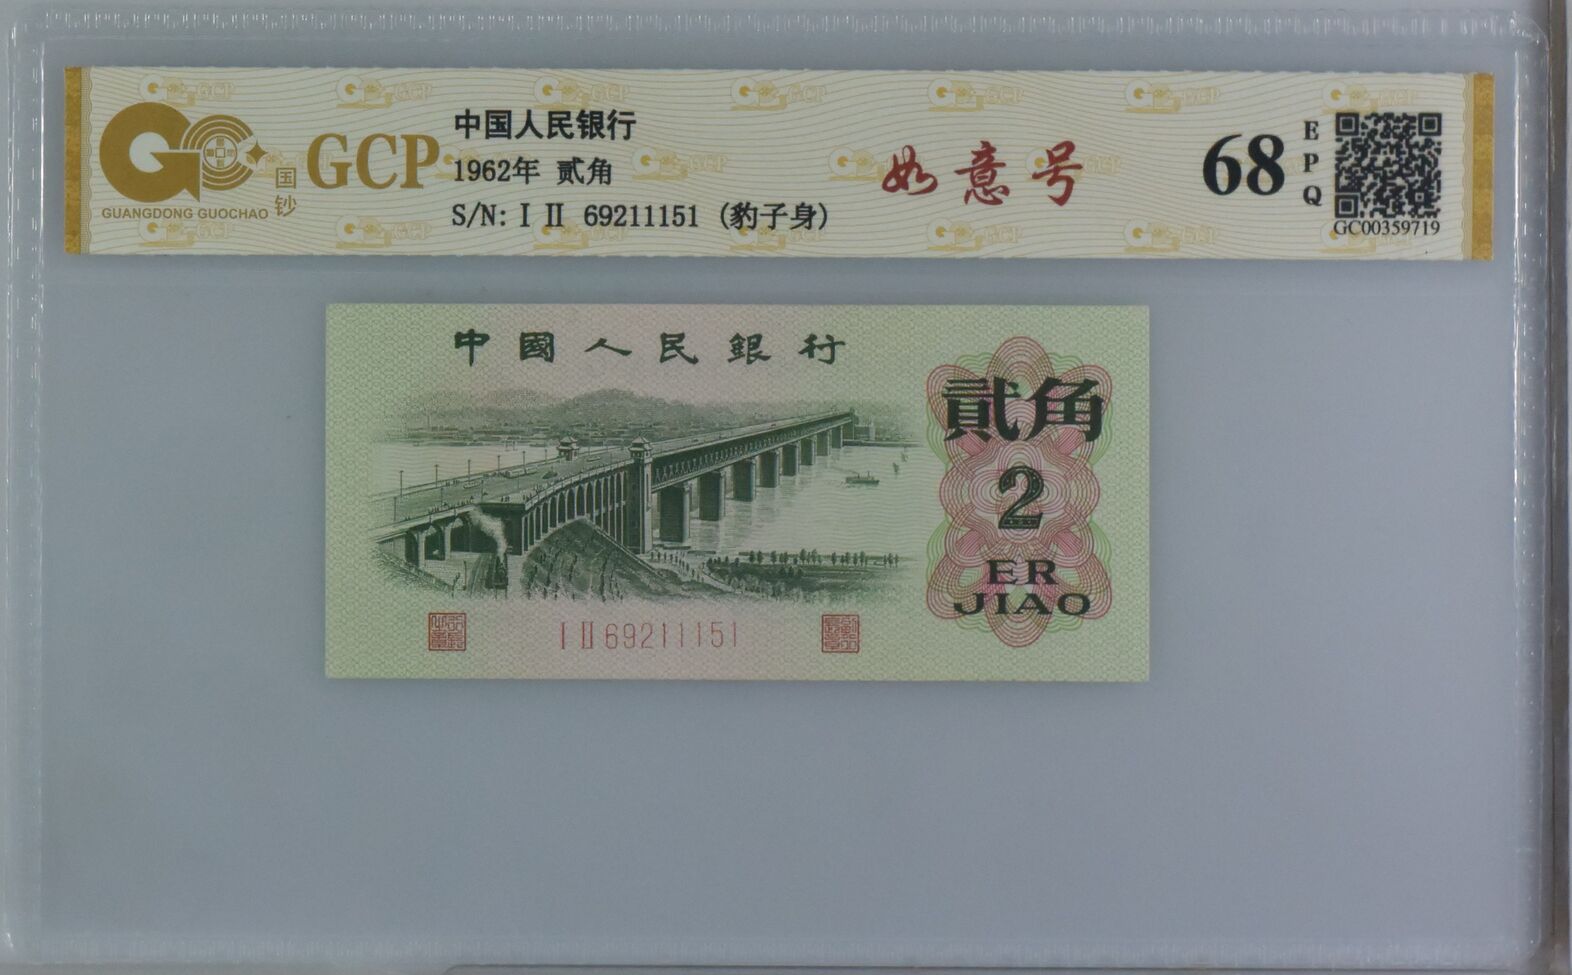 GCP
国钞
GUANGDONG GUOCHAO
中国人民银行
1962年 贰角
S/N: I II 69211151 (豹子身)
如意号
68
EPQ
GC00359719
中國人民銀行
貳角
2
ER
JIAO
I II 69211151